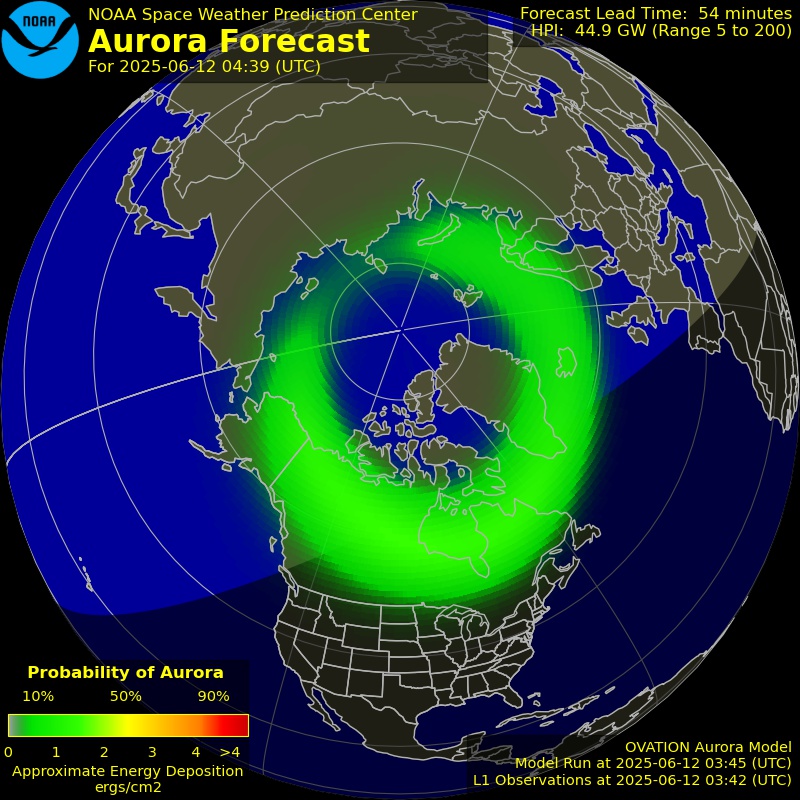 NOAA
NOAA Space Weather Prediction Center
Aurora Forecast
For 2025-06-12 04:39 (UTC)
Forecast Lead Time: 54 minutes
HPI: 44.9 GW (Range 5 to 200)
Probability of Aurora
10% 50% 90%
0 1 2 3 4 >4
Approximate Energy Deposition
ergs/cm2
OVATION Aurora Model
Model Run at 2025-06-12 03:45 (UTC)
L1 Observations at 2025-06-12 03:42 (UTC)